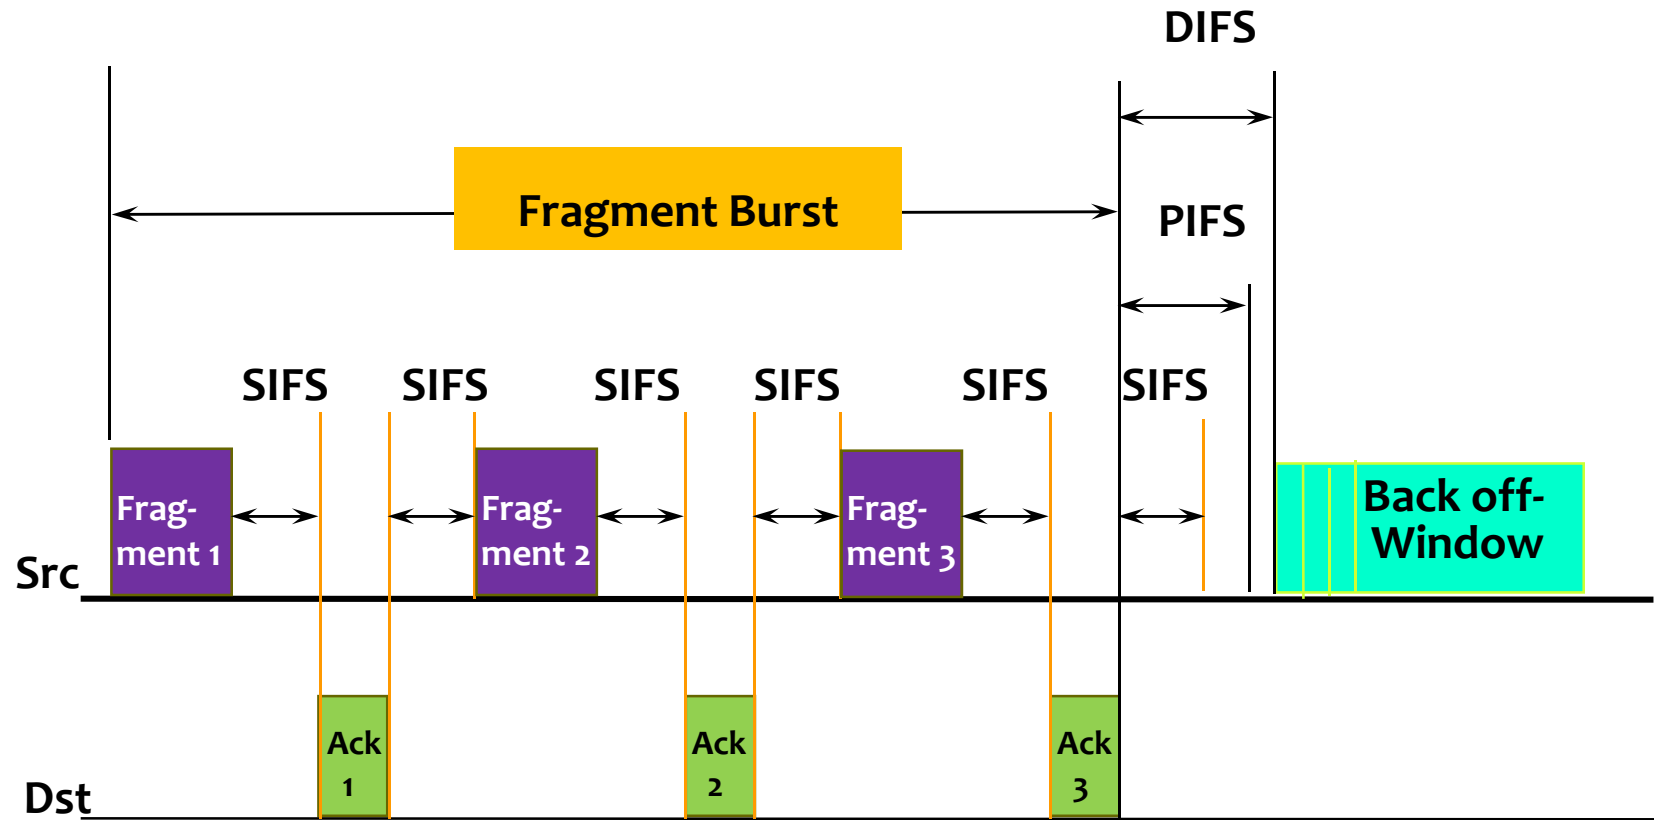 DIFS
Fragment Burst
PIFS
SIFS
SIFS
SIFS
SIFS
SIFS
SIFS
Frag-
ment 1
Frag-
ment 2
Frag-
ment 3
Back off-
Window
Src
Ack
1
Ack
2
Ack
3
Dst